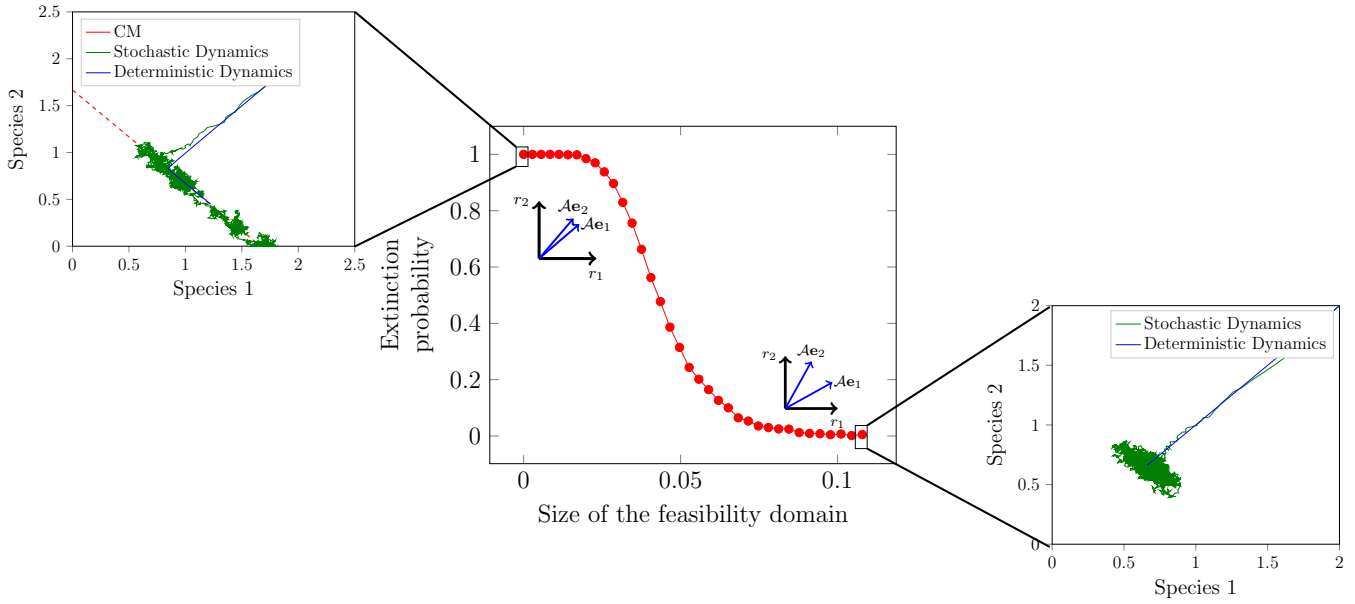 2.5
2
1.5
1
0.5
0
0
0.5
1
1.5
2
2.5
Species 2
Species 1
CM
Stochastic Dynamics
Deterministic Dynamics
1
0.8
0.6
0.4
0.2
0
0
0.05
0.1
Extinction
probability
Size of the feasibility domain
r₂
𝒜e₂
𝒜e₁
r₁
r₂
𝒜e₂
𝒜e₁
r₁
2
1.5
1
0.5
0
0
0.5
1
1.5
2
Species 2
Species 1
Stochastic Dynamics
Deterministic Dynamics